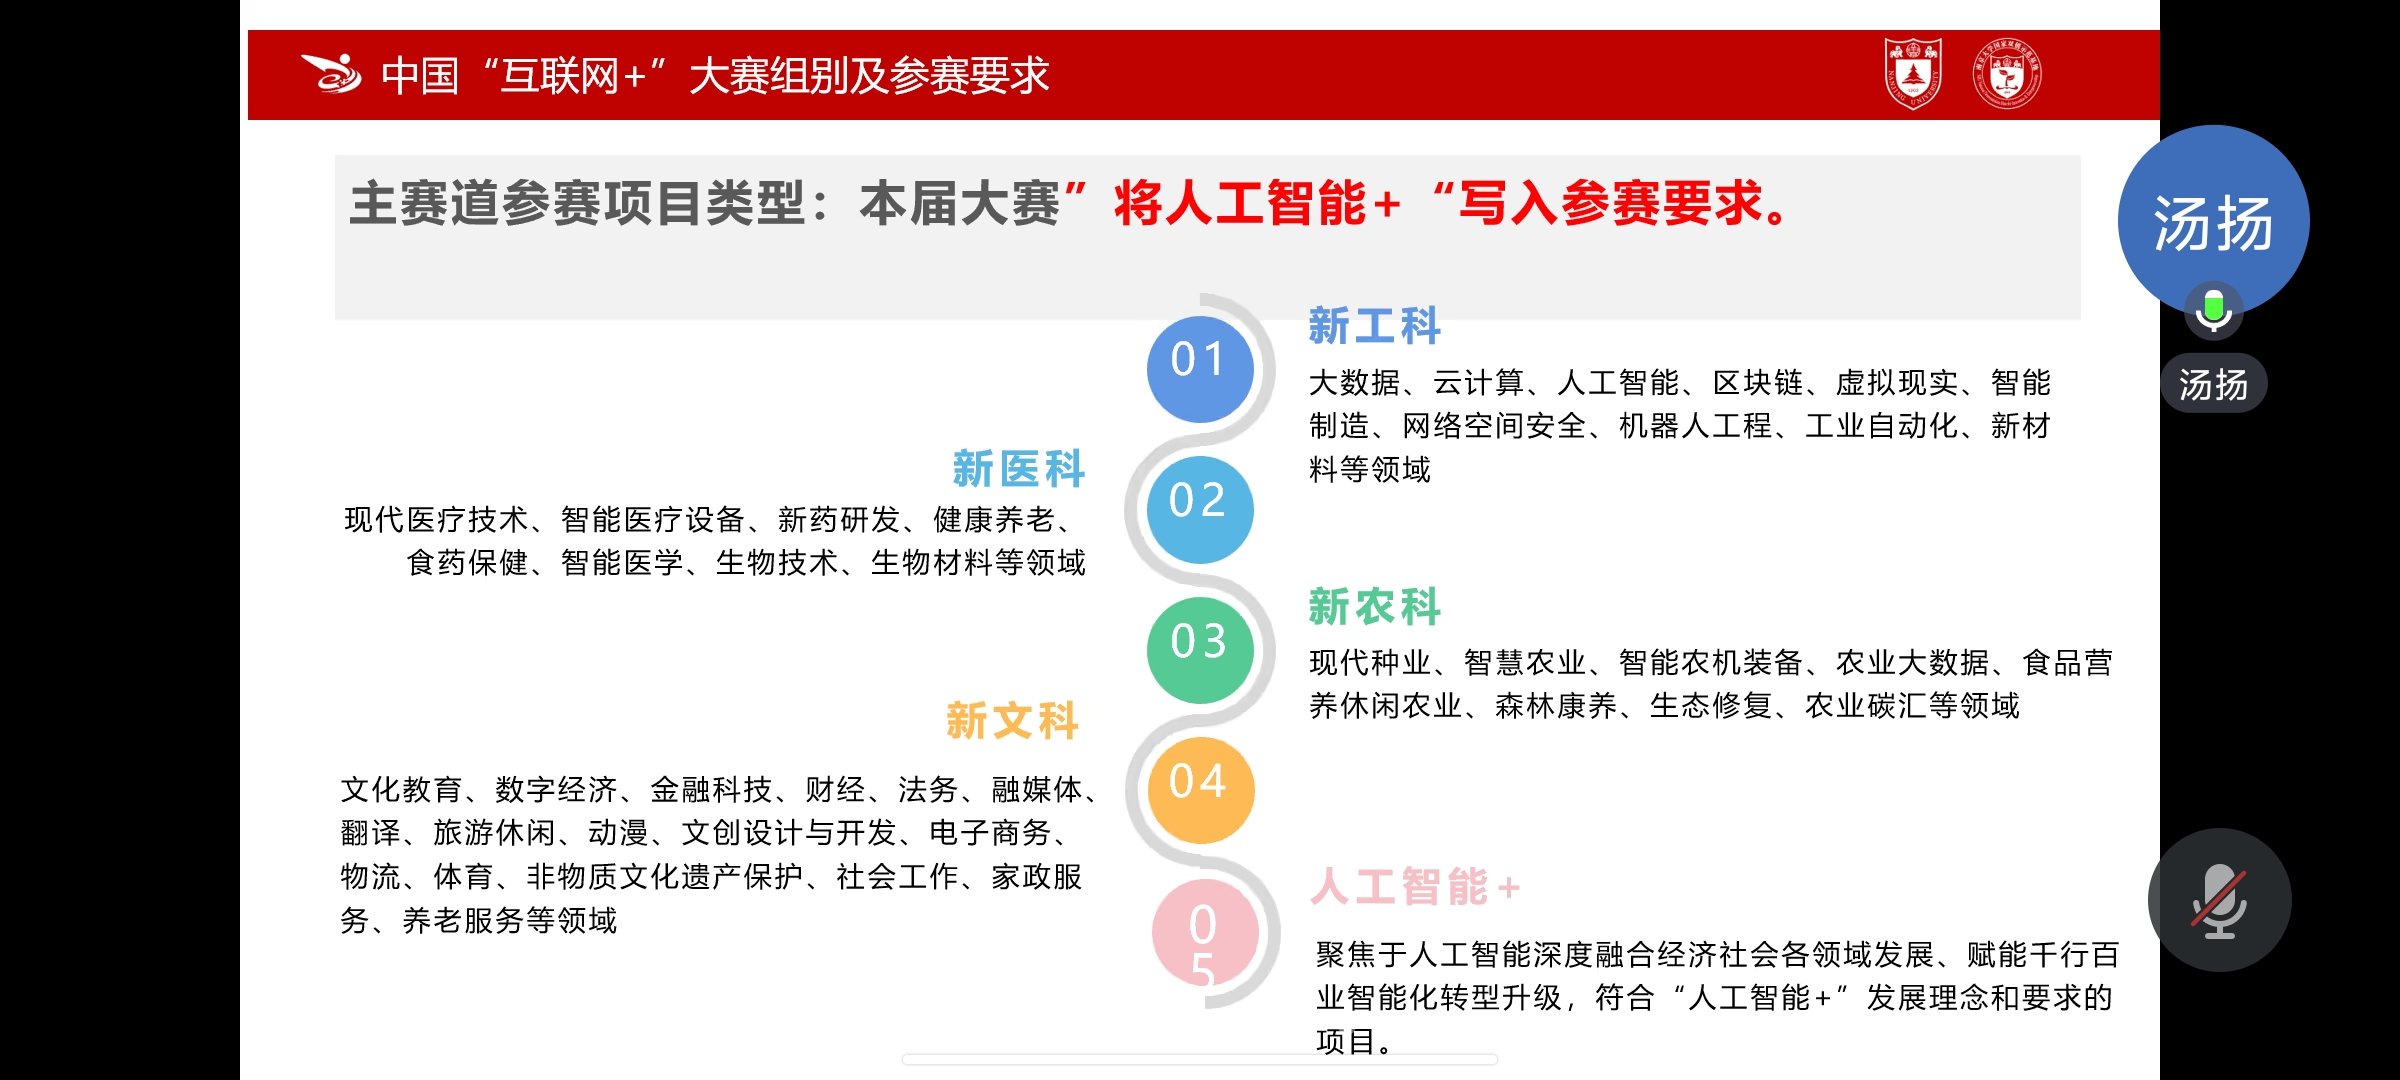 中国“互联网+”大赛组别及参赛要求
主赛道参赛项目类型：本届大赛”将人工智能+“写入参赛要求。
汤扬
汤扬
01
新工科
大数据、云计算、人工智能、区块链、虚拟现实、智能
制造、网络空间安全、机器人工程、工业自动化、新材
料等领域
02
新医科
现代医疗技术、智能医疗设备、新药研发、健康养老、
食药保健、智能医学、生物技术、生物材料等领域
03
新农科
现代种业、智慧农业、智能农机装备、农业大数据、食品营
养休闲农业、森林康养、生态修复、农业碳汇等领域
04
新文科
文化教育、数字经济、金融科技、财经、法务、融媒体、
翻译、旅游休闲、动漫、文创设计与开发、电子商务、
物流、体育、非物质文化遗产保护、社会工作、家政服
务、养老服务等领域
0
5
人工智能+
聚焦于人工智能深度融合经济社会各领域发展、赋能千行百
业智能化转型升级，符合“人工智能+”发展理念和要求的
项目。